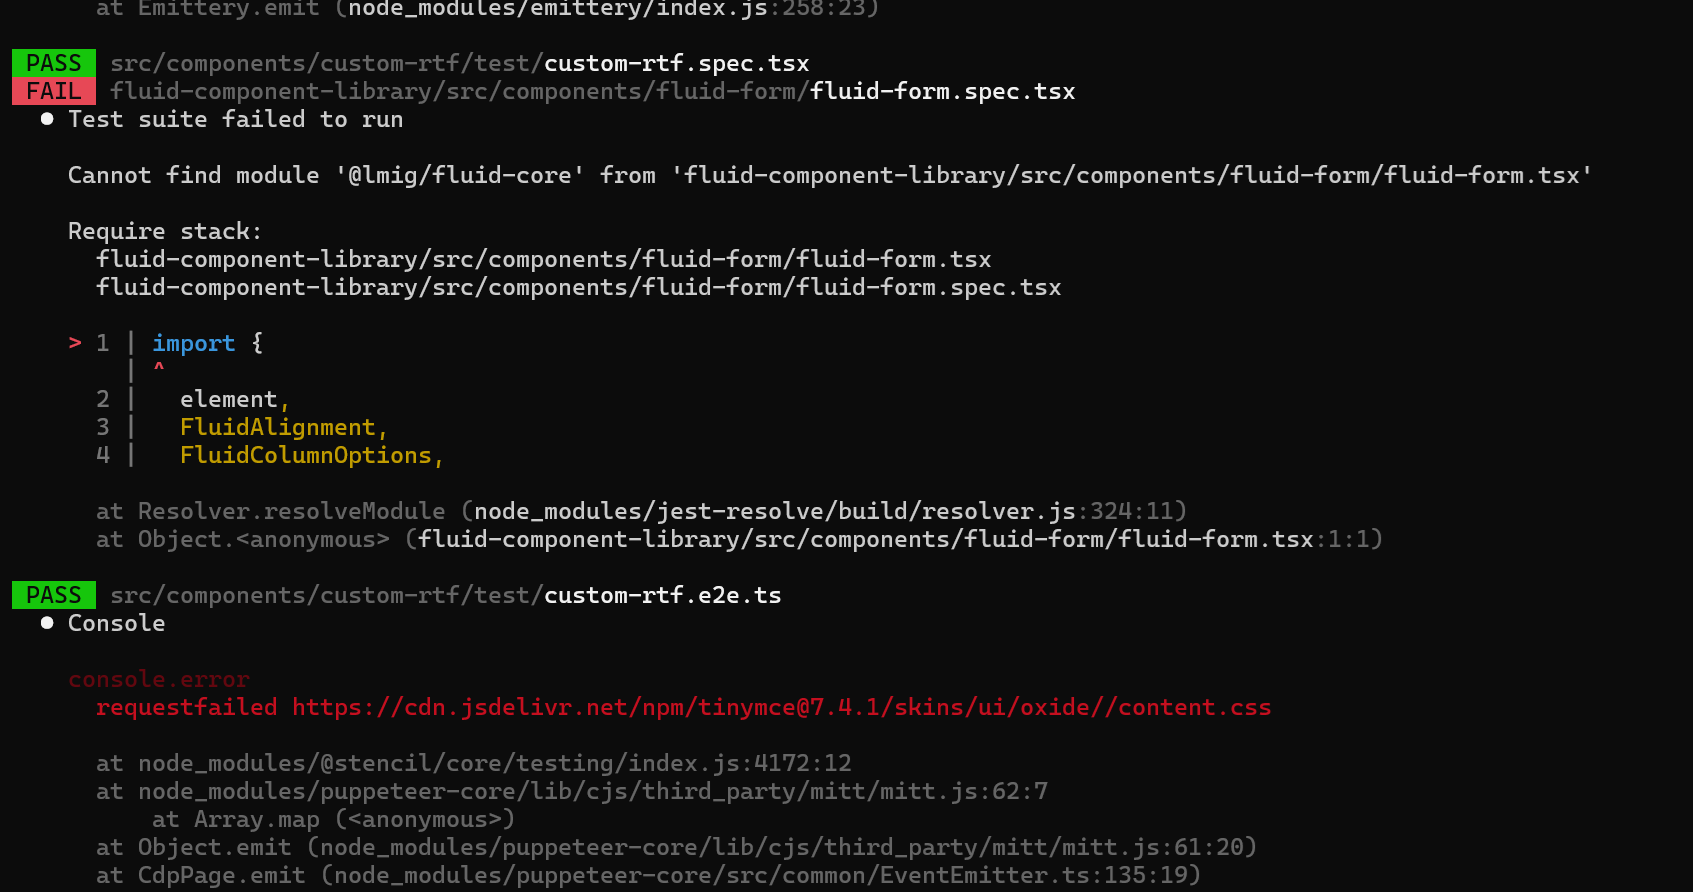 at Emittery.emit (node_modules/emittery/index.js:258:23)
PASS src/components/custom-rtf/test/custom-rtf.spec.tsx
FAIL fluid-component-library/src/components/fluid-form/fluid-form.spec.tsx
● Test suite failed to run
Cannot find module '@lmig/fluid-core' from 'fluid-component-library/src/components/fluid-form/fluid-form.tsx'
Require stack:
fluid-component-library/src/components/fluid-form/fluid-form.tsx
fluid-component-library/src/components/fluid-form/fluid-form.spec.tsx
> 1 | import {
| ^
2 | element,
3 | FluidAlignment,
4 | FluidColumnOptions,
at Resolver.resolveModule (node_modules/jest-resolve/build/resolver.js:324:11)
at Object.<anonymous> (fluid-component-library/src/components/fluid-form/fluid-form.tsx:1:1)
PASS src/components/custom-rtf/test/custom-rtf.e2e.ts
● Console
console.error
requestfailed https://cdn.jsdelivr.net/npm/tinymce@7.4.1/skins/ui/oxide//content.css
at node_modules/@stencil/core/testing/index.js:4172:12
at node_modules/puppeteer-core/lib/cjs/third_party/mitt/mitt.js:62:7
at Array.map (<anonymous>)
at Object.emit (node_modules/puppeteer-core/lib/cjs/third_party/mitt/mitt.js:61:20)
at CdpPage.emit (node_modules/puppeteer-core/src/common/EventEmitter.ts:135:19)